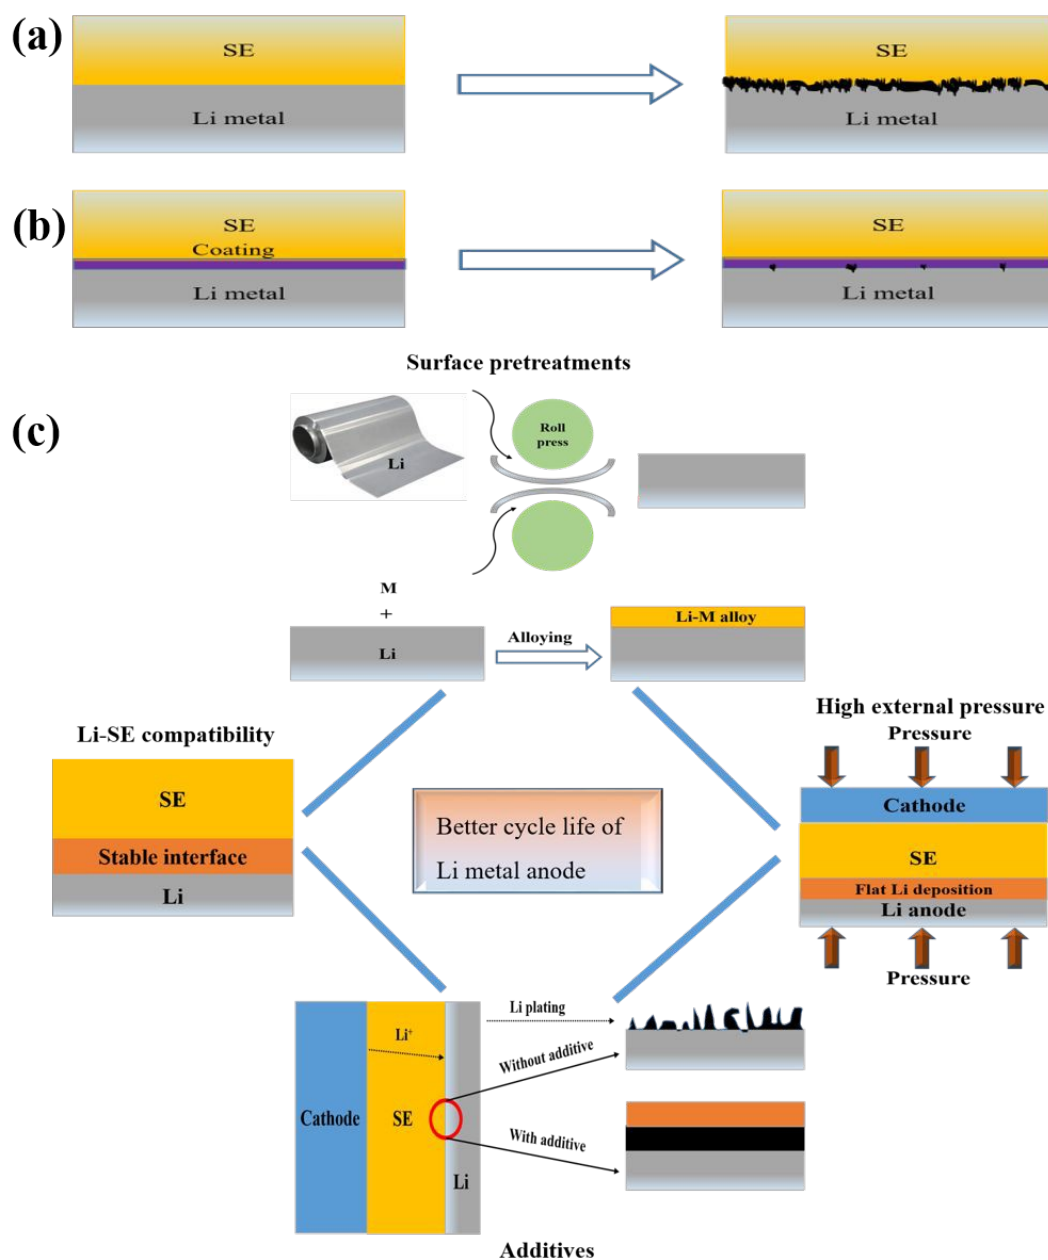 (a)
SE
Li metal
SE
Li metal
(b)
SE
Coating
Li metal
SE
Li metal
Surface pretreatments
(c)
Li
Roll
press
M
+
Li
Alloying
Li-M alloy
Li-SE compatibility
SE
Stable interface
Li
Better cycle life of
Li metal anode
High external pressure
Pressure
Cathode
SE
Flat Li deposition
Li anode
Pressure
Cathode
Li⁺
SE
Li
Li plating
Without additive
With additive
Additives